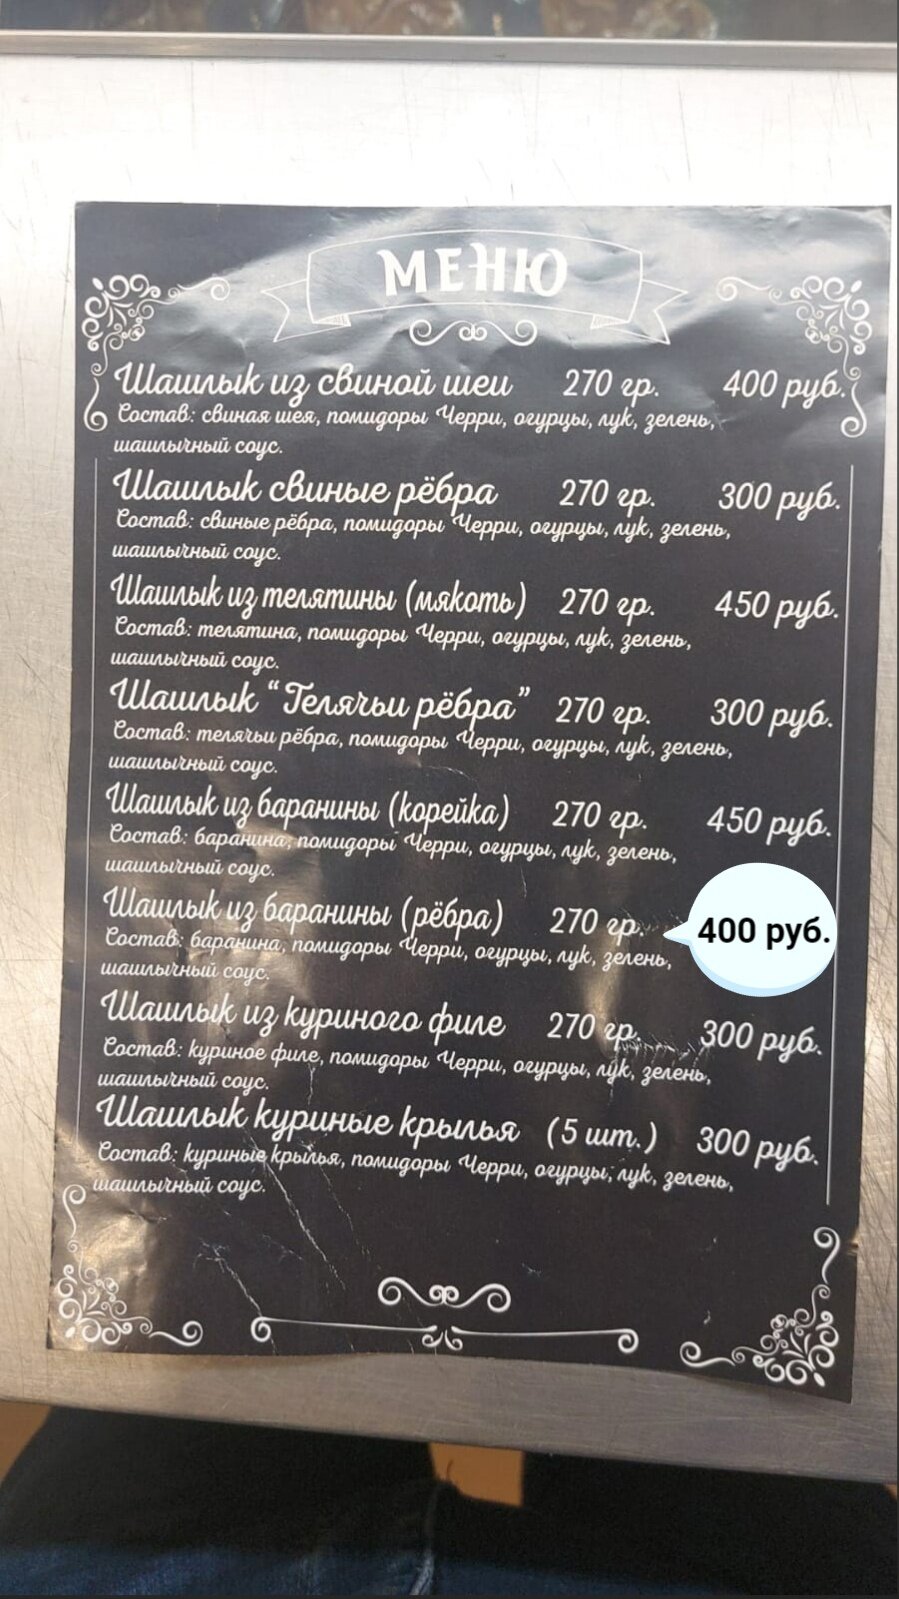 МЕНЮ
Шашлык из свиной шеи 270 гр. 400 руб.
Состав: свиная шея, помидоры Черри, огурцы, лук, зелень,
шашлычный соус.
Шашлык свиные рёбра 270 гр. 300 руб.
Состав: свиные рёбра, помидоры Черри, огурцы, лук, зелень,
шашлычный соус.
Шашлык из телятины (мякоть) 270 гр. 450 руб.
Состав: телятина, помидоры Черри, огурцы, лук, зелень,
шашлычный соус.
Шашлык “Телячьи рёбра” 270 гр. 300 руб.
Состав: телячьи рёбра, помидоры Черри, огурцы, лук, зелень,
шашлычный соус.
Шашлык из баранины (корейка) 270 гр. 450 руб.
Состав: баранина, помидоры Черри, огурцы, лук, зелень,
шашлычный соус.
Шашлык из баранины (рёбра) 270 гр. 400 руб.
Состав: баранина, помидоры Черри, огурцы, лук, зелень,
шашлычный соус.
Шашлык из куриного филе 270 гр. 300 руб.
Состав: куриное филе, помидоры Черри, огурцы, лук, зелень,
шашлычный соус.
Шашлык куриные крылья (5 шт.) 300 руб.
Состав: куриные крылья, помидоры Черри, огурцы, лук, зелень,
шашлычный соус.